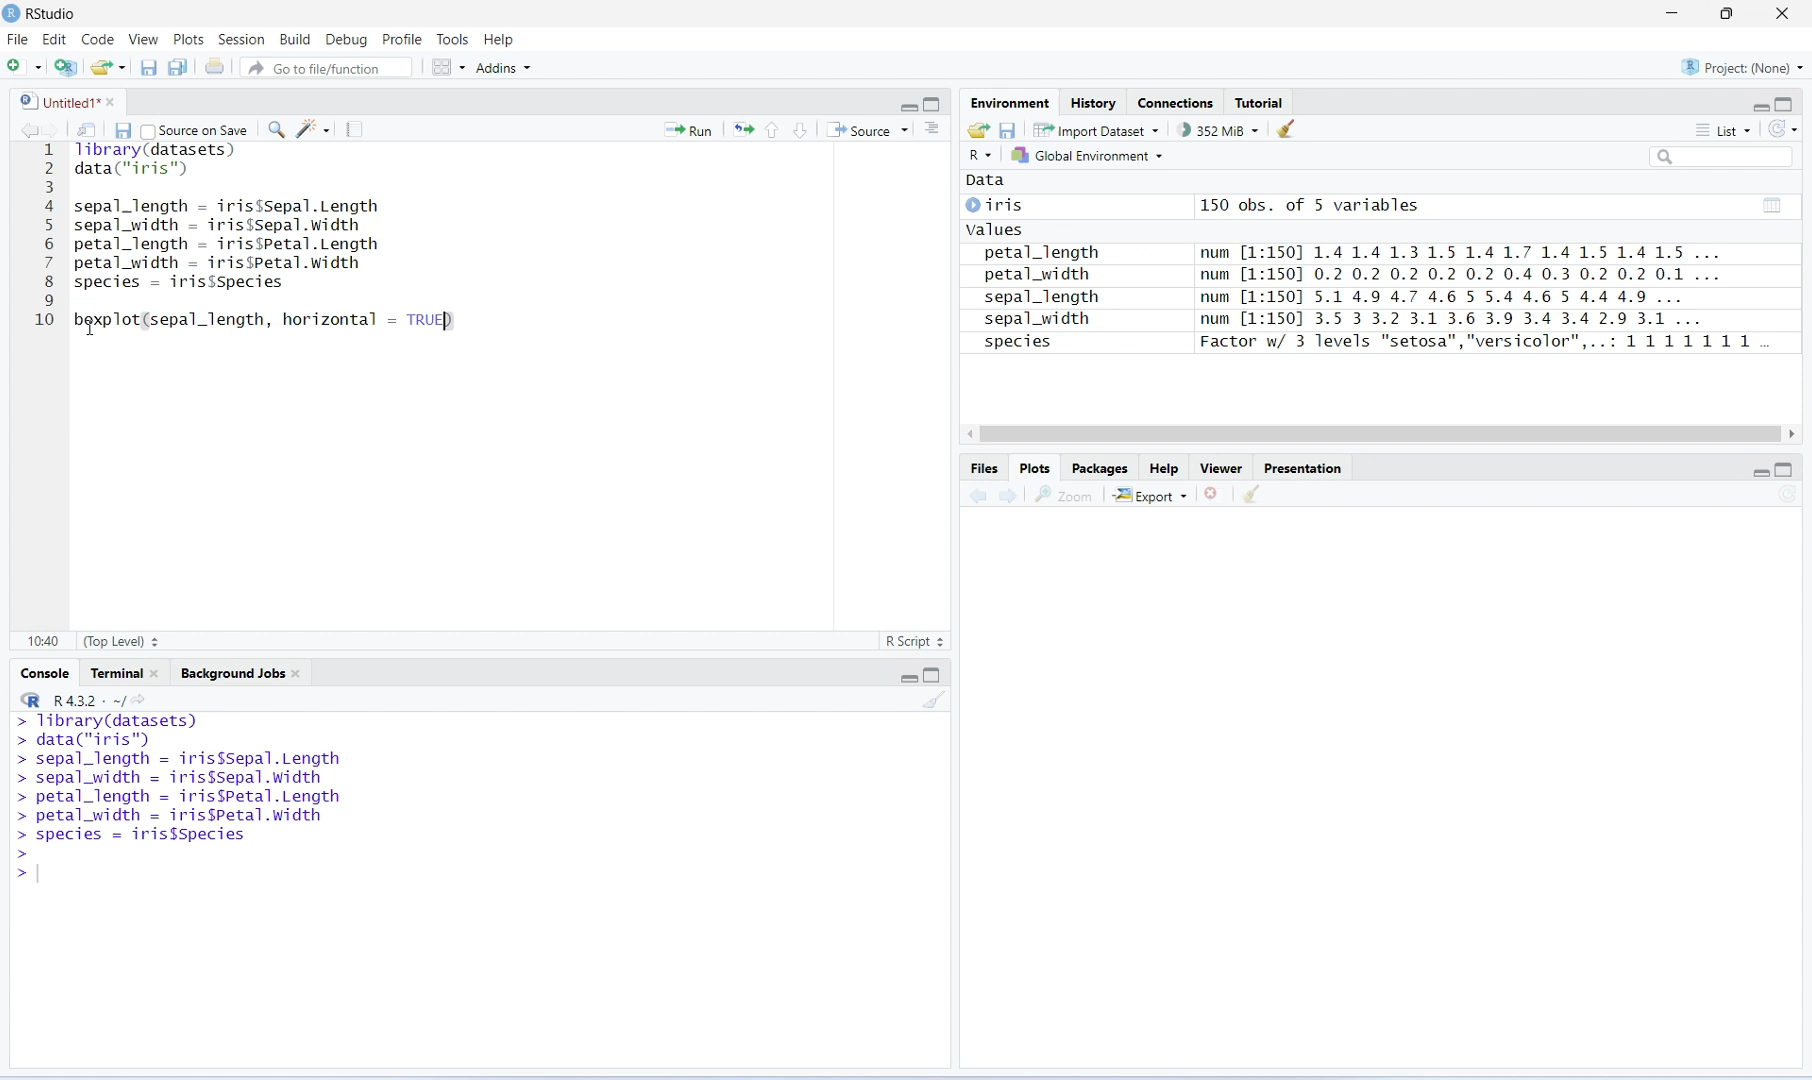 RStudio
File Edit Code View Plots Session Build Debug Profile Tools Help
Go to file/function Addins Project: (None)
Untitled1*
Source on Save Run Source
1 library(datasets)
2 data("iris")
3
4 sepal_length = iris$Sepal.Length
5 sepal_width = iris$Sepal.Width
6 petal_length = iris$Petal.Length
7 petal_width = iris$Petal.Width
8 species = iris$Species
9
10 boxplot(sepal_length, horizontal = TRUE)
10:40 (Top Level) R Script
Console Terminal Background Jobs
R 4.3.2 · ~/
> library(datasets)
> data("iris")
> sepal_length = iris$Sepal.Length
> sepal_width = iris$Sepal.Width
> petal_length = iris$Petal.Length
> petal_width = iris$Petal.Width
> species = iris$Species
>
>
Environment History Connections Tutorial
Import Dataset 352 MiB List
R Global Environment
Data
iris 150 obs. of 5 variables
Values
petal_length num [1:150] 1.4 1.4 1.3 1.5 1.4 1.7 1.4 1.5 1.4 1.5 ...
petal_width num [1:150] 0.2 0.2 0.2 0.2 0.2 0.4 0.3 0.2 0.2 0.1 ...
sepal_length num [1:150] 5.1 4.9 4.7 4.6 5 5.4 4.6 5 4.4 4.9 ...
sepal_width num [1:150] 3.5 3 3.2 3.1 3.6 3.9 3.4 3.4 2.9 3.1 ...
species Factor w/ 3 levels "setosa","versicolor",..: 1 1 1 1 1 1 1 …
Files Plots Packages Help Viewer Presentation
Zoom Export